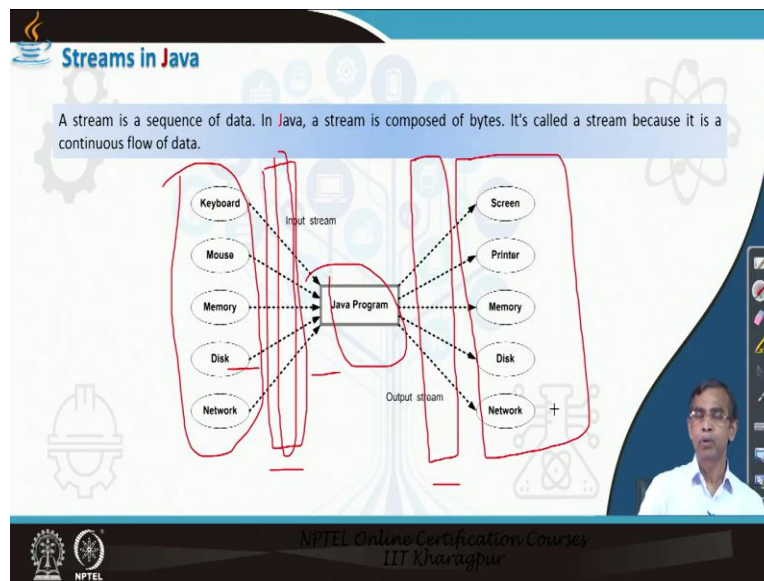 Streams in Java
A stream is a sequence of data. In Java, a stream is composed of bytes. It's called a stream because it is a
continuous flow of data.
Keyboard
Input stream
Screen
Mouse
Printer
Memory
Java Program
Memory
Disk
Disk
Output stream
Network
Network
NPTEL Online Certification Courses
IIT Kharagpur
NPTEL